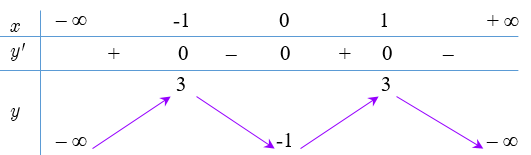 x − ∞ -1 0 1 + ∞
y′ + 0 − 0 + 0 −
3 3
y
− ∞ -1 − ∞